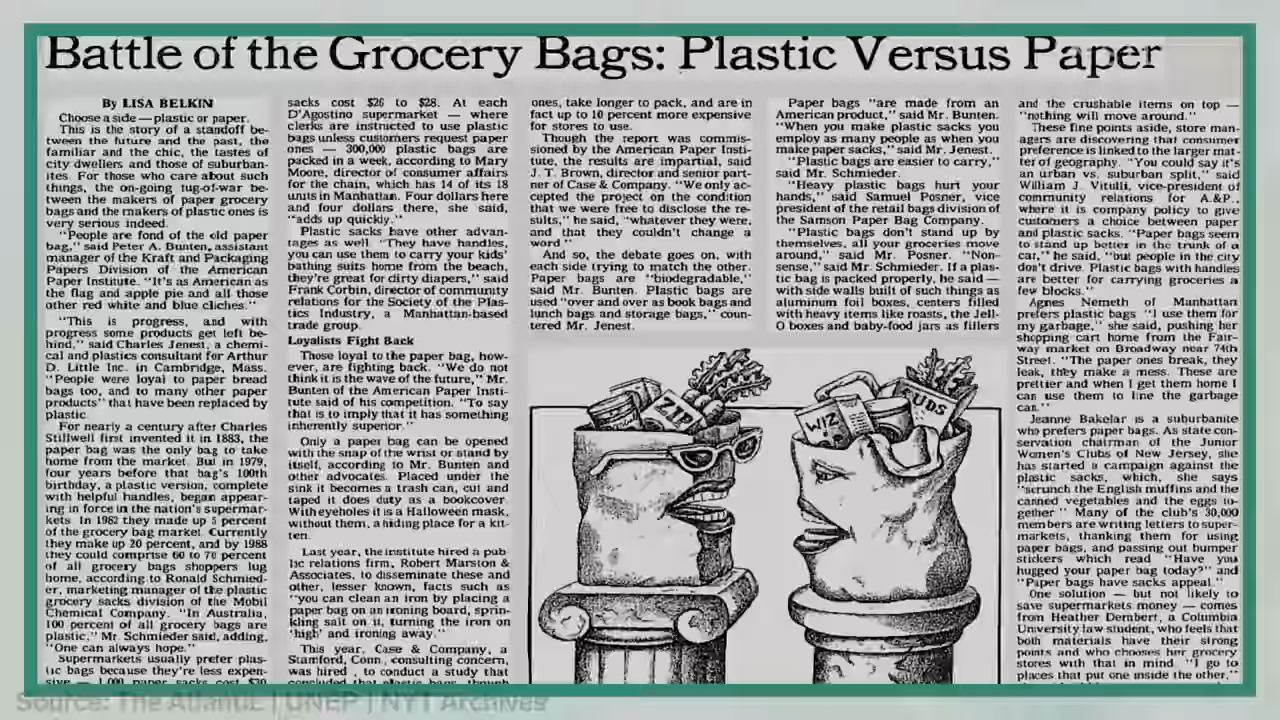 Battle of the Grocery Bags: Plastic Versus Paper
By LISA BELKIN
Choose a side — plastic or paper.
This is the story of a standoff be-
tween the future and the past, the
familiar and the chic, the tastes of
city dwellers and those of suburban-
ites. For those who care about such
things, the on-going tug-of-war be-
tween the makers of paper grocery
bags and the makers of plastic ones is
very serious indeed.
"People are fond of the old paper
bag," said Peter A. Bunten, assistant
manager of the Kraft and Packaging
Papers Division of the American
Paper Institute. "It's as American as
the flag and apple pie and all those
other red white and blue cliches."
"This is progress, and with
progress some products get left be-
hind," said Charles Jenest, a chemi-
cal and plastics consultant for Arthur
D. Little Inc. in Cambridge, Mass.
"People were loyal to paper bread
bags too, and to many other paper
products" that have been replaced by
plastic.
For nearly a century after Charles
Stillwell first invented it in 1883, the
paper bag was the only bag to take
home from the market. But in 1979,
four years before that bag's 100th
birthday, a plastic version, complete
with helpful handles, began appear-
ing in force in the nation's supermar-
kets. In 1982 they made up 5 percent
of the grocery bag market. Currently
they make up 20 percent, and by 1988
they could comprise 60 to 70 percent
of all grocery bags shoppers lug
home, according to Ronald Schmied-
er, marketing manager of the plastic
grocery sacks division of the Mobil
Chemical Company. "In Australia,
100 percent of all grocery bags are
plastic," Mr. Schmieder said, adding,
"One can always hope."
Supermarkets usually prefer plas-
tic bags because they're less expen-
sive — 1,000 paper sacks cost $30
sacks cost $26 to $28. At each
D'Agostino supermarket — where
clerks are instructed to use plastic
bags unless customers request paper
ones — 300,000 plastic bags are
packed in a week, according to Mary
Moore, director of consumer affairs
for the chain, which has 14 of its 18
units in Manhattan. Four dollars here
and four dollars there, she said,
"adds up quickly."
Plastic sacks have other advan-
tages as well. "They have handles,
you can use them to carry your kids'
bathing suits home from the beach,
they're great for dirty diapers," said
Frank Corbin, director of community
relations for the Society of the Plas-
tics Industry, a Manhattan-based
trade group.
Loyalists Fight Back
Those loyal to the paper bag, how-
ever, are fighting back. "We do not
think it is the wave of the future," Mr.
Bunten of the American Paper Insti-
tute said of his competition. "To say
that is to imply that it has something
inherently superior."
Only a paper bag can be opened
with the snap of the wrist or stand by
itself, according to Mr. Bunten and
other advocates. Placed under the
sink it becomes a trash can, cut and
taped it does duty as a bookcover.
With eyeholes it is a Halloween mask,
without them, a hiding place for a kit-
ten.
Last year, the institute hired a pub-
lic relations firm, Robert Marston &
Associates, to disseminate these and
other, lesser known, facts such as
"you can clean an iron by placing a
paper bag on an ironing board, sprin-
kling salt on it, turning the iron on
'high' and ironing away."
This year, Case & Company, a
Stamford, Conn., consulting concern,
was hired , to conduct a study that
concluded that plastic bags, though
ones, take longer to pack, and are in
fact up to 10 percent more expensive
for stores to use.
Though the report was commis-
sioned by the American Paper Insti-
tute, the results are impartial, said
J. T. Brown, director and senior part-
ner of Case & Company. "We only ac-
cepted the project on the condition
that we were free to disclose the re-
sults," he said, "whatever they were,
and that they couldn't change a
word."
And so, the debate goes on, with
each side trying to match the other.
Paper bags are "biodegradable,"
said Mr. Bunten. Plastic bags are
used "over and over as book bags and
lunch bags and storage bags," coun-
tered Mr. Jenest.
Paper bags "are made from an
American product," said Mr. Bunten.
"When you make plastic sacks you
employ as many people as when you
make paper sacks," said Mr. Jenest.
"Plastic bags are easier to carry,"
said Mr. Schmieder.
"Heavy plastic bags hurt your
hands," said Samuel Posner, vice
president of the retail bags division of
the Samson Paper Bag Company.
"Plastic bags don't stand up by
themselves, all your groceries move
around," said Mr. Posner. "Non-
sense," said Mr. Schmieder. If a plas-
tic bag is packed properly, he said —
with side walls built of such things as
aluminum foil boxes, centers filled
with heavy items like roasts, the Jell-
O boxes and baby-food jars as fillers
and the crushable items on top —
"nothing will move around."
These fine points aside, store man-
agers are discovering that consumer
preference is linked to the larger mat-
ter of geography. "You could say it's
an urban vs. suburban split," said
William J. Vitulli, vice-president of
community relations for A.&P.,
where it is company policy to give
customers a choice between paper
and plastic sacks. "Paper bags seem
to stand up better in the trunk of a
car," he said, "but people in the city
don't drive. Plastic bags with handles
are better for carrying groceries a
few blocks."
Agnes Nemeth of Manhattan
prefers plastic bags "I use them for
my garbage," she said, pushing her
shopping cart home from the Fair-
way market on Broadway near 74th
Street. "The paper ones break, they
leak, they make a mess. These are
prettier and when I get them home I
can use them to line the garbage
can."
Jeanne Bakelar is a suburbanite
who prefers paper bags. As state con-
servation chairman of the Junior
Women's Clubs of New Jersey, she
has started a campaign against the
plastic sacks, which, she says
"scrunch the English muffins and the
canned vegetables and the eggs to-
gether" Many of the club's 30,000
members are writing letters to super-
markets, thanking them for using
paper bags, and passing out bumper
stickers which read "Have you
hugged your paper bag today?" and
"Paper bags have sacks appeal."
One solution — but not likely to
save supermarkets money — comes
from Heather Dembert, a Columbia
University law student, who feels that
both materials have their strong
points and who chooses her grocery
stores with that in mind "I go to
places that put one inside the other,"
ZIP
WIZ
SUDS
Source: The Atlantic | UNEP | NYT Archives